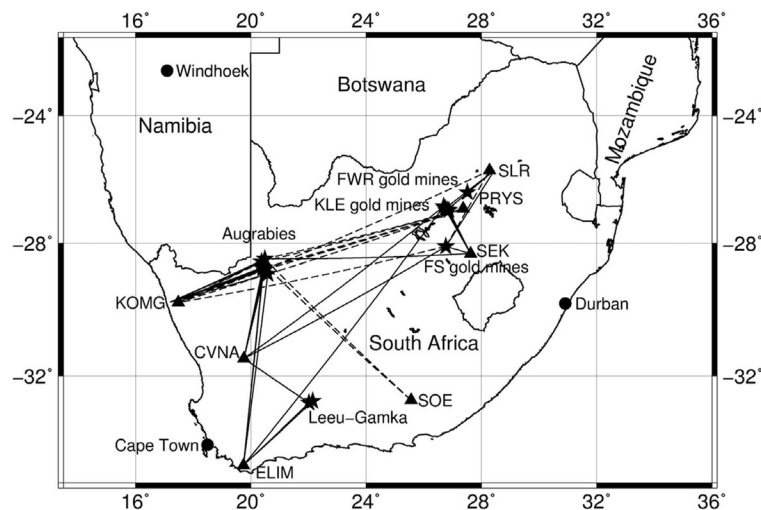 16˚ 20˚ 24˚ 28˚ 32˚ 36˚
Windhoek
Botswana
Mozambique
−24˚ −24˚
Namibia
SLR
FWR gold mines
PRYS
KLE gold mines
Augrabies
−28˚ −28˚
SEK
FS gold mines
KOMG
Durban
South Africa
CVNA
−32˚ −32˚
SOE
Leeu−Gamka
Cape Town
ELIM
16˚ 20˚ 24˚ 28˚ 32˚ 36˚